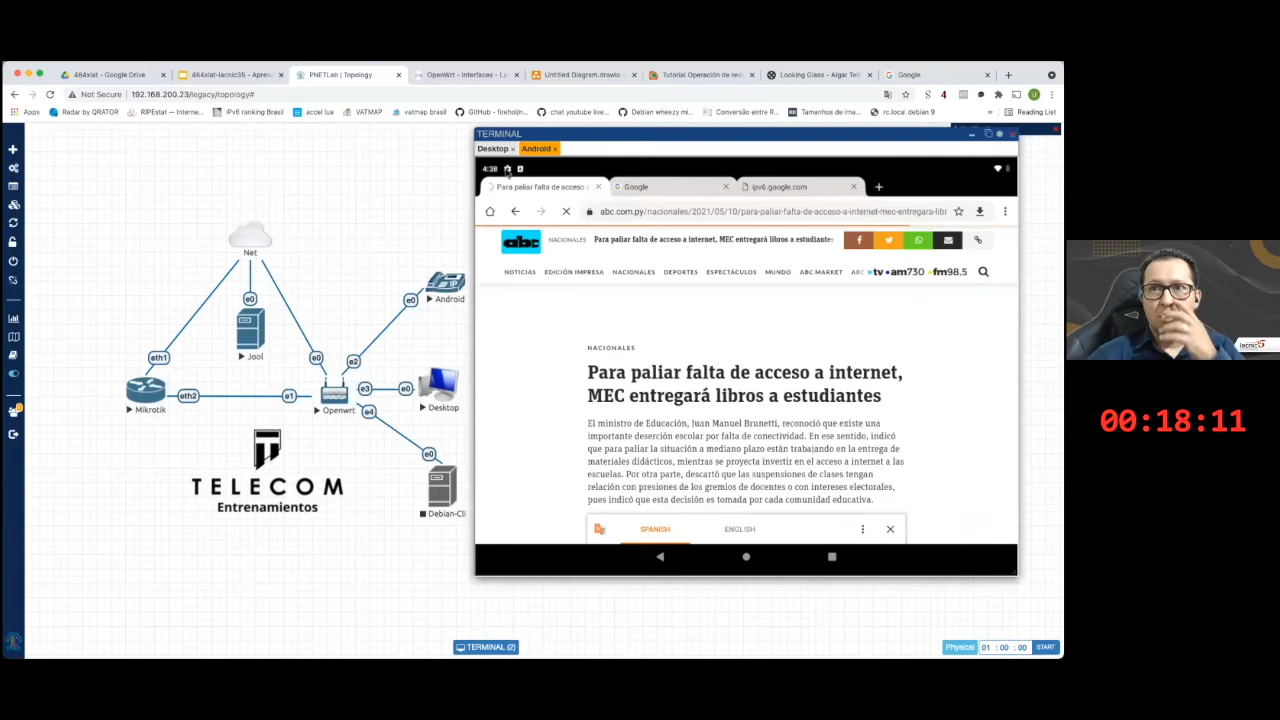 464xlat - Google Drive
464xlat-lacnic35 - Apren
PNETLab | Topology
OpenWrt - Interfaces - Lu
Untitled Diagram.drawio
Tutorial Operación de red
Looking Glass - Algar Tel
Google
Not Secure
192.168.200.23/legacy/topology#
Apps
Radar by QRATOR
RIPEstat — Interne...
IPv6 ranking Brasil
accel lua
VATMAP
vatmap brasil
GitHub - firehol/n...
chat youtube live...
Debian wheezy mi...
Conversão entre R...
Tamanhos de ima...
rc.local debian 9
»
Reading List
TERMINAL
Desktop x
Android x
4:38
Para paliar falta de acceso a
Google
ipv6.google.com
abc.com.py/nacionales/2021/05/10/para-paliar-falta-de-acceso-a-internet-mec-entregara-libr
abc
NACIONALES
Para paliar falta de acceso a internet, MEC entregará libros a estudiantes
NOTICIAS
EDICIÓN IMPRESA
NACIONALES
DEPORTES
ESPECTÁCULOS
MUNDO
ABC MARKET
ABC
tv
am730
fm98.5
NACIONALES
Para paliar falta de acceso a internet,
MEC entregará libros a estudiantes
El ministro de Educación, Juan Manuel Brunetti, reconoció que existe una
importante deserción escolar por falta de conectividad. En ese sentido, indicó
que para paliar la situación a mediano plazo están trabajando en la entrega de
materiales didácticos, mientras se proyecta invertir en el acceso a internet a las
escuelas. Por otra parte, descartó que las suspensiones de clases tengan
relación con presiones de los gremios de docentes o con intereses electorales,
pues indicó que esta decisión es tomada por cada comunidad educativa.
SPANISH
ENGLISH
Net
e0
Jool
eth1
Mikrotik
eth2
e1
e0
Openwrt
e2
e0
Android
e3
e0
Desktop
e4
e0
Debian-Cli
TELECOM
Entrenamientos
TERMINAL (2)
Physical
01 : 00 : 00
START
lacnic35
00:18:11